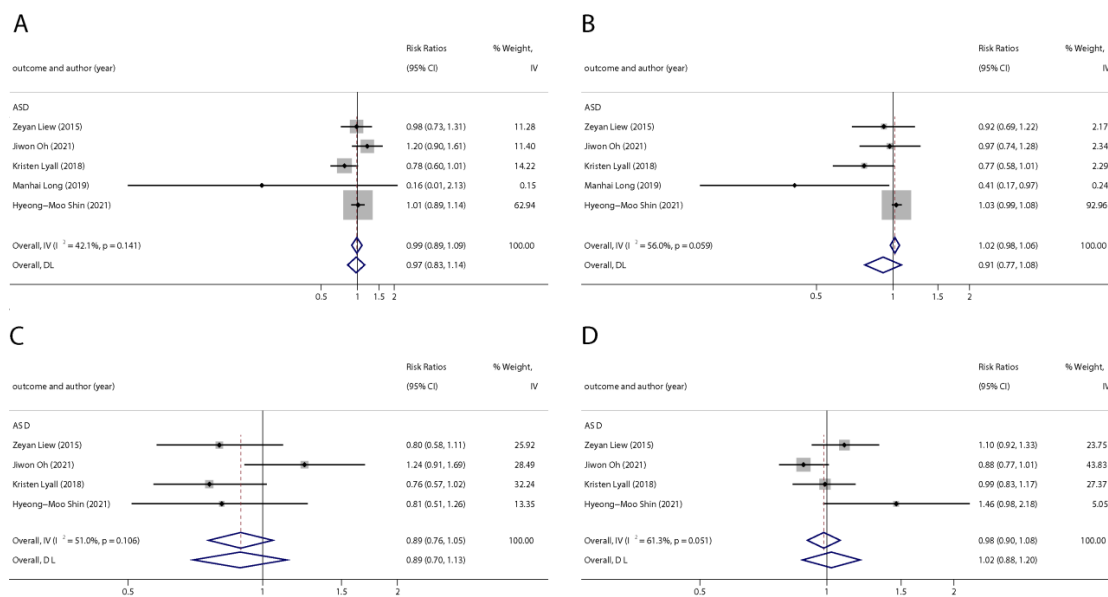 A
Risk Ratios % Weight,
outcome and author (year) (95% CI) IV
ASD
Zeyan Liew (2015) 0.98 (0.73, 1.31) 11.28
Jiwon Oh (2021) 1.20 (0.90, 1.61) 11.40
Kristen Lyall (2018) 0.78 (0.60, 1.01) 14.22
Manhai Long (2019) 0.16 (0.01, 2.13) 0.15
Hyeong-Moo Shin (2021) 1.01 (0.89, 1.14) 62.94
Overall, IV (I² = 42.1%, p = 0.141) 0.99 (0.89, 1.09) 100.00
Overall, DL 0.97 (0.83, 1.14)
0.5 1 1.5 2
B
Risk Ratios % Weight,
outcome and author (year) (95% CI) IV
ASD
Zeyan Liew (2015) 0.92 (0.69, 1.22) 2.17
Jiwon Oh (2021) 0.97 (0.74, 1.28) 2.34
Kristen Lyall (2018) 0.77 (0.58, 1.01) 2.29
Manhai Long (2019) 0.41 (0.17, 0.97) 0.24
Hyeong-Moo Shin (2021) 1.03 (0.99, 1.08) 92.96
Overall, IV (I² = 56.0%, p = 0.059) 1.02 (0.98, 1.06) 100.00
Overall, DL 0.91 (0.77, 1.08)
0.5 1 1.5 2
C
Risk Ratios % Weight,
outcome and author (year) (95% CI) IV
AS D
Zeyan Liew (2015) 0.80 (0.58, 1.11) 25.92
Jiwon Oh (2021) 1.24 (0.91, 1.69) 28.49
Kristen Lyall (2018) 0.76 (0.57, 1.02) 32.24
Hyeong-Moo Shin (2021) 0.81 (0.51, 1.26) 13.35
Overall, IV (I² = 51.0%, p = 0.106) 0.89 (0.76, 1.05) 100.00
Overall, D L 0.89 (0.70, 1.13)
0.5 1 1.5 2
D
Risk Ratios % Weight,
outcome and author (year) (95% CI) IV
AS D
Zeyan Liew (2015) 1.10 (0.92, 1.33) 23.75
Jiwon Oh (2021) 0.88 (0.77, 1.01) 43.83
Kristen Lyall (2018) 0.99 (0.83, 1.17) 27.37
Hyeong-Moo Shin (2021) 1.46 (0.98, 2.18) 5.05
Overall, IV (I² = 61.3%, p = 0.051) 0.98 (0.90, 1.08) 100.00
Overall, D L 1.02 (0.88, 1.20)
0.5 1 1.5 2